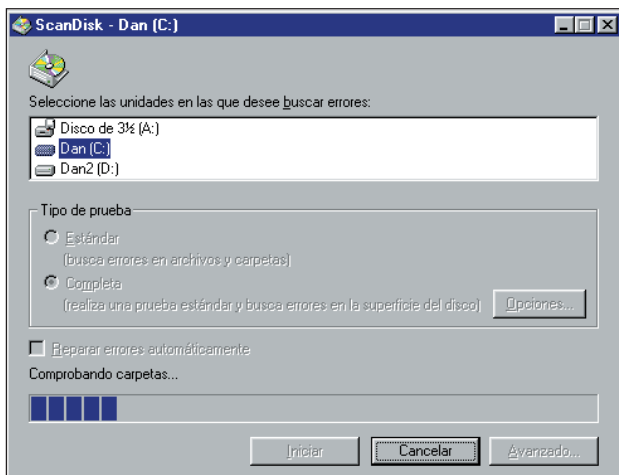 ScanDisk - Dan (C:)
Seleccione las unidades en las que desee buscar errores:
Disco de 3½ (A:)
Dan (C:)
Dan2 (D:)
Tipo de prueba
Estándar
(busca errores en archivos y carpetas)
Completa
(realiza una prueba estándar y busca errores en la superficie del disco)
Opciones...
Reparar errores automáticamente
Comprobando carpetas...
Iniciar
Cancelar
Avanzado...